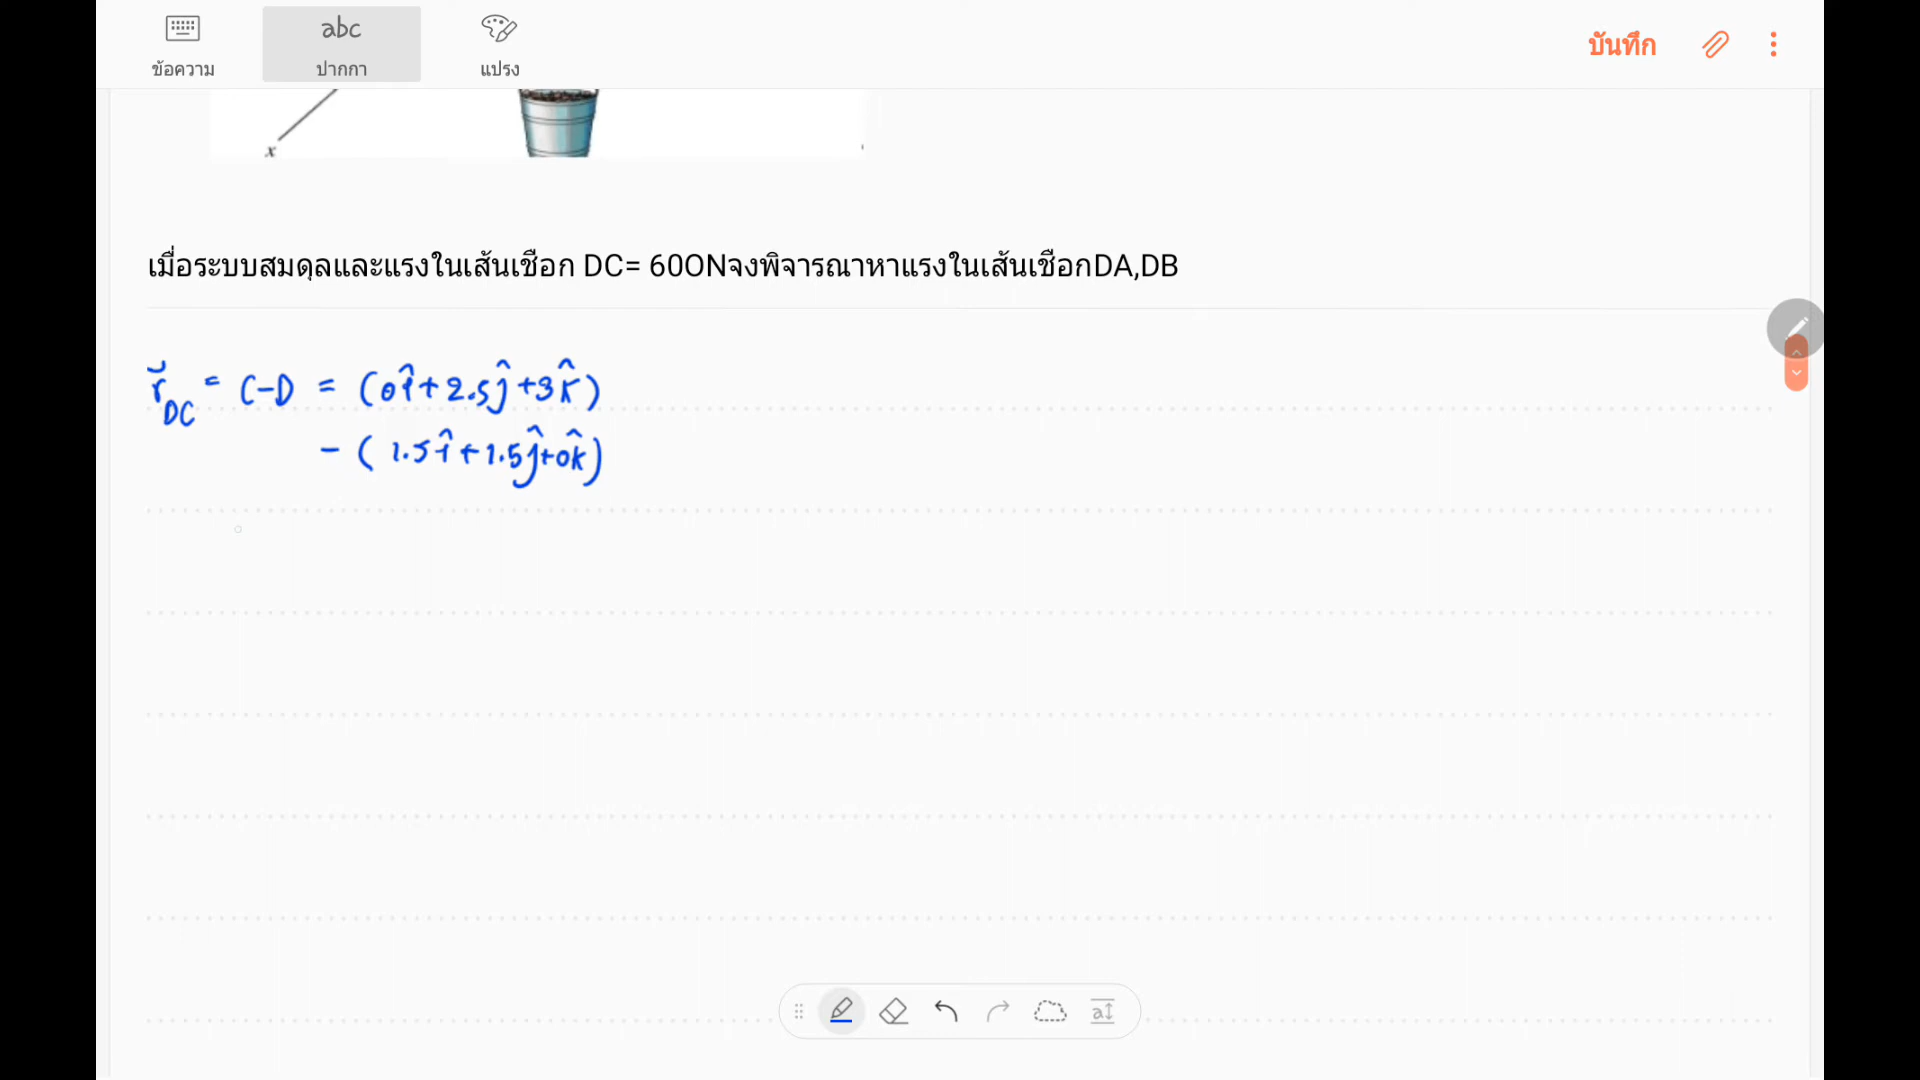 ข้อความ
abc
ปากกา
แปรง
บันทึก
x
เมื่อระบบสมดุลและแรงในเส้นเชือก DC= 600Nจงพิจารณาหาแรงในเส้นเชือกDA,DB
r⃗_DC = C-D = (0î+2.5ĵ+3k̂)
- (1.5î+1.5ĵ+0k̂)
a